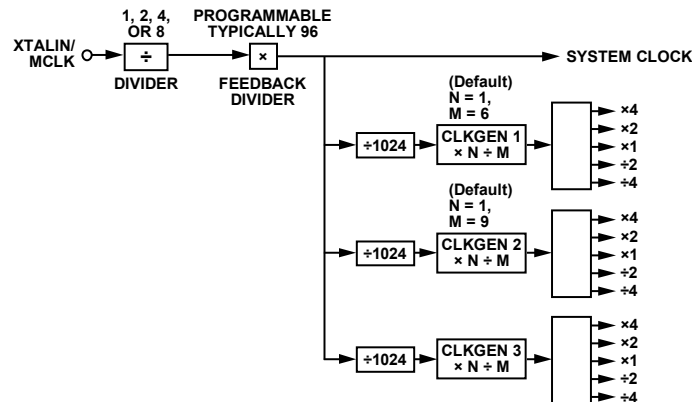 1, 2, 4,
OR 8
PROGRAMMABLE
TYPICALLY 96
XTALIN/
MCLK
÷
×
SYSTEM CLOCK
DIVIDER
FEEDBACK
DIVIDER
(Default)
N = 1,
M = 6
÷1024
CLKGEN 1
× N ÷ M
×4
×2
×1
÷2
÷4
(Default)
N = 1,
M = 9
÷1024
CLKGEN 2
× N ÷ M
×4
×2
×1
÷2
÷4
÷1024
CLKGEN 3
× N ÷ M
×4
×2
×1
÷2
÷4